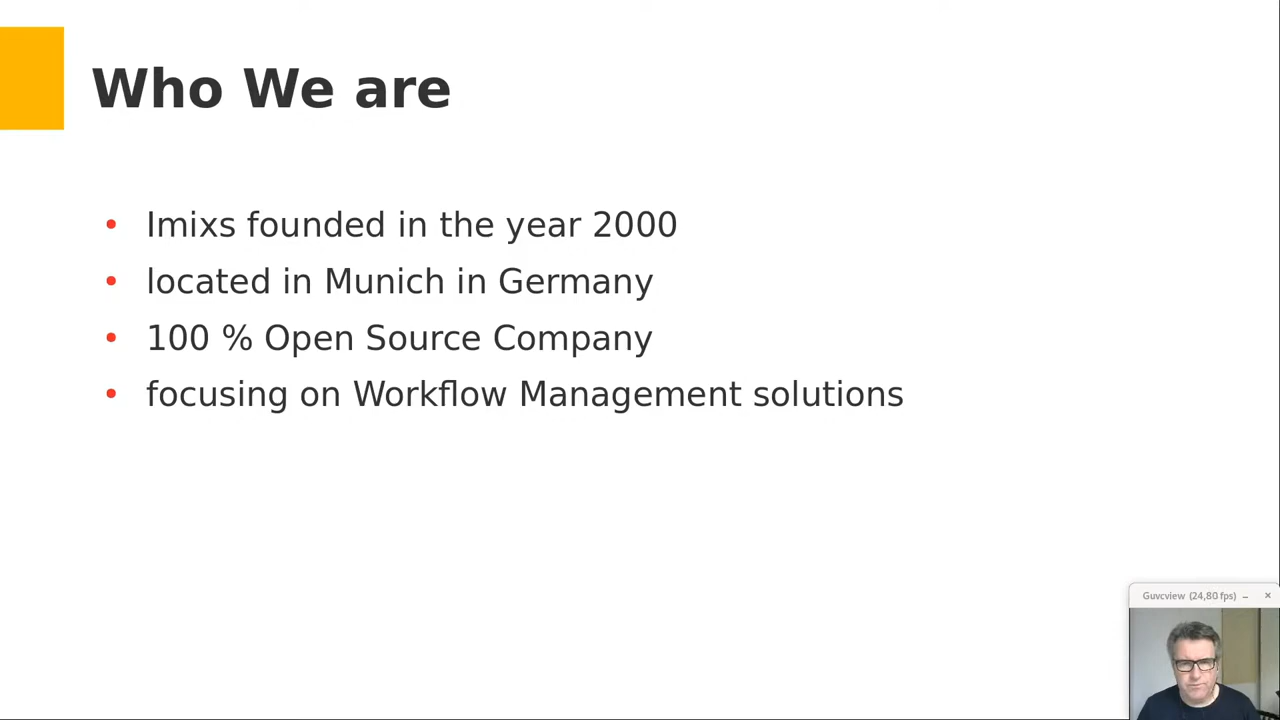 Who We are
• Imixs founded in the year 2000
• located in Munich in Germany
• 100 % Open Source Company
• focusing on Workflow Management solutions
Guvcview (24,80 fps)